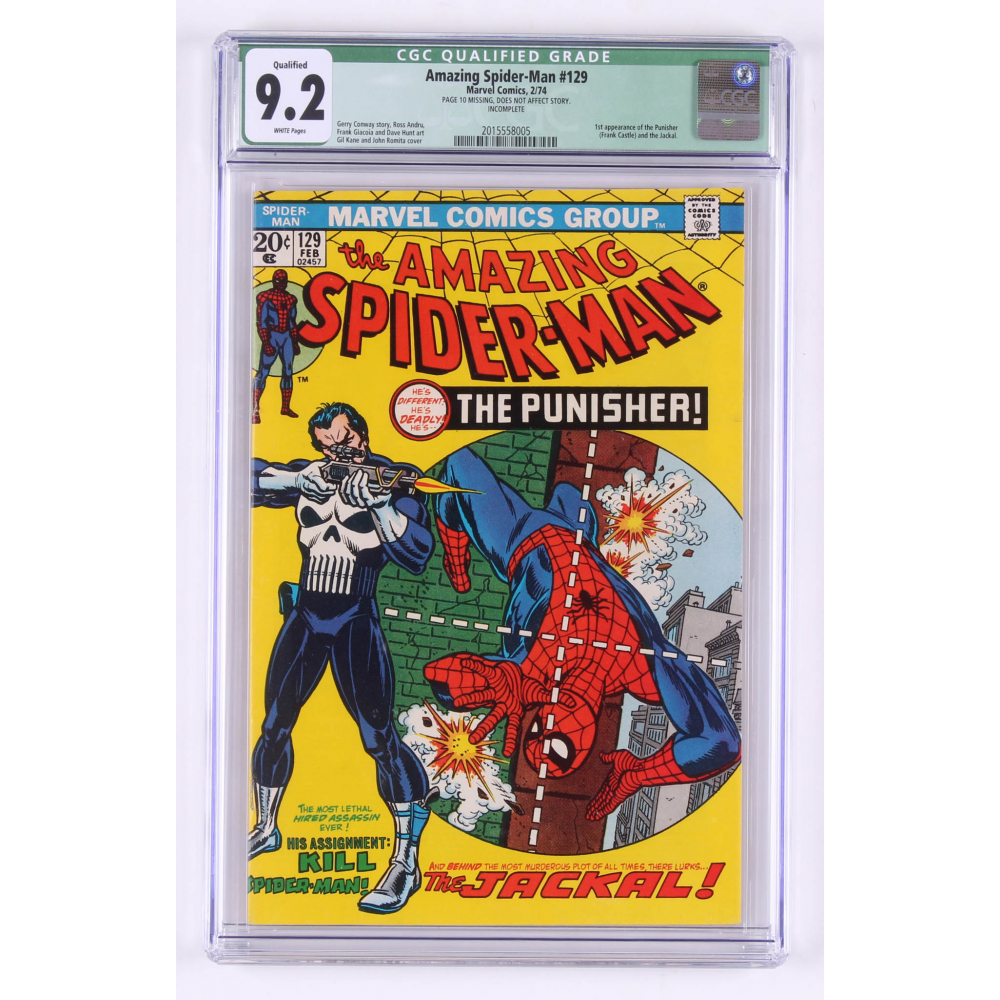 CGC QUALIFIED GRADE
Qualified
9.2
WHITE Pages
Amazing Spider-Man #129
Marvel Comics, 2/74
PAGE 10 MISSING, DOES NOT AFFECT STORY.
INCOMPLETE
Gerry Conway story, Ross Andru,
Frank Giacoia and Dave Hunt art
Gil Kane and John Romita cover
2015558005
1st appearance of the Punisher
(Frank Castle) and the Jackal.
CGC
SPIDER-
MAN
MARVEL COMICS GROUP™
APPROVED
BY THE
COMICS
CODE
AUTHORITY
20¢
129
FEB
02457
the AMAZING
SPIDER-MAN®
TM
HE'S
DIFFERENT!
HE'S
DEADLY!
HE'S--
THE PUNISHER!
THE MOST LETHAL
HIRED ASSASSIN
EVER!
HIS ASSIGNMENT:
KILL
SPIDER-MAN!
AND BEHIND THE MOST MURDEROUS PLOT OF ALL TIMES, THERE LURKS...
The JACKAL!